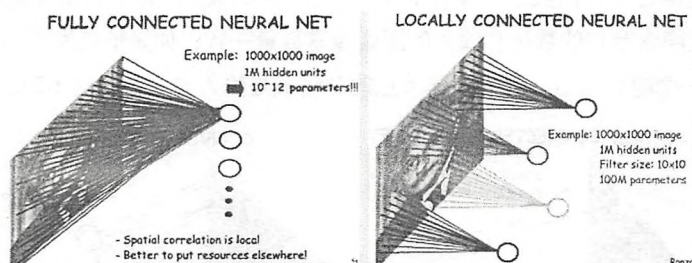 FULLY CONNECTED NEURAL NET
Example: 1000x1000 image
1M hidden units
10^12 parameters!!!
- Spatial correlation is local
- Better to put resources elsewhere!
LOCALLY CONNECTED NEURAL NET
Example: 1000x1000 image
1M hidden units
Filter size: 10x10
100M parameters